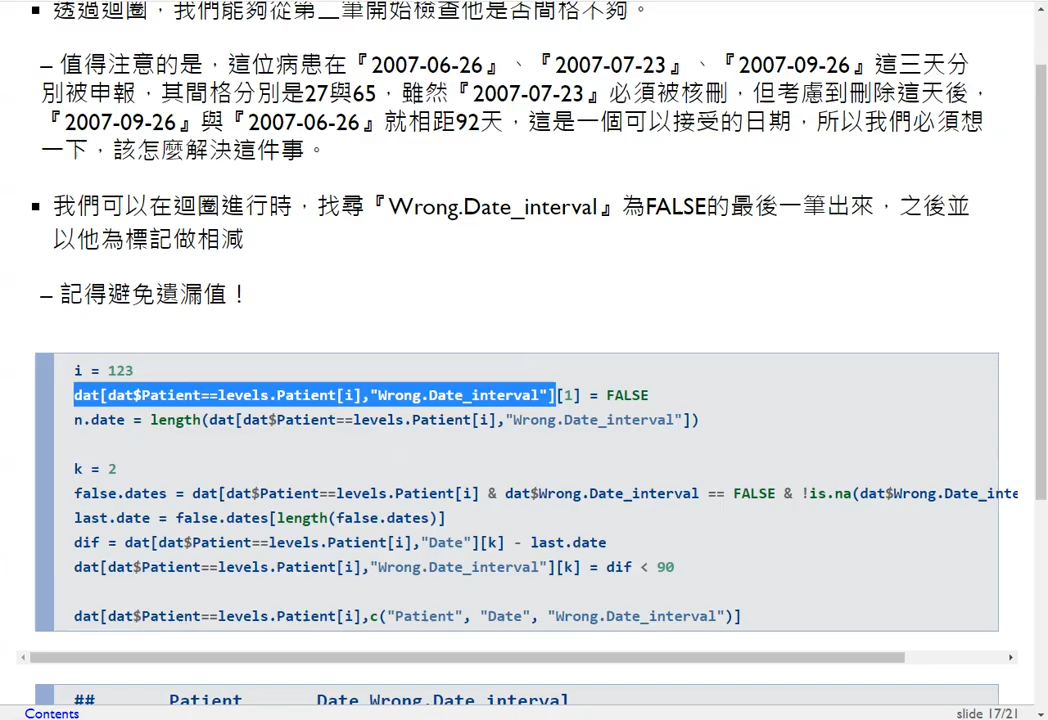 透過迴圈，我們能夠從第二筆開始檢查他是否間格不夠。
– 值得注意的是，這位病患在『2007-06-26』、『2007-07-23』、『2007-09-26』這三天分
別被申報，其間格分別是27與65，雖然『2007-07-23』必須被核刪，但考慮到刪除這天後，
『2007-09-26』與『2007-06-26』就相距92天，這是一個可以接受的日期，所以我們必須想
一下，該怎麼解決這件事。
我們可以在迴圈進行時，找尋『Wrong.Date_interval』為FALSE的最後一筆出來，之後並
以他為標記做相減
– 記得避免遺漏值！
i = 123
dat[dat$Patient==levels.Patient[i],"Wrong.Date_interval"][1] = FALSE
n.date = length(dat[dat$Patient==levels.Patient[i],"Wrong.Date_interval"])
k = 2
false.dates = dat[dat$Patient==levels.Patient[i] & dat$Wrong.Date_interval == FALSE & !is.na(dat$Wrong.Date_inte
last.date = false.dates[length(false.dates)]
dif = dat[dat$Patient==levels.Patient[i],"Date"][k] - last.date
dat[dat$Patient==levels.Patient[i],"Wrong.Date_interval"][k] = dif < 90
dat[dat$Patient==levels.Patient[i],c("Patient", "Date", "Wrong.Date_interval")]
## Patient Date Wrong.Date_interval
Contents
slide 17/21